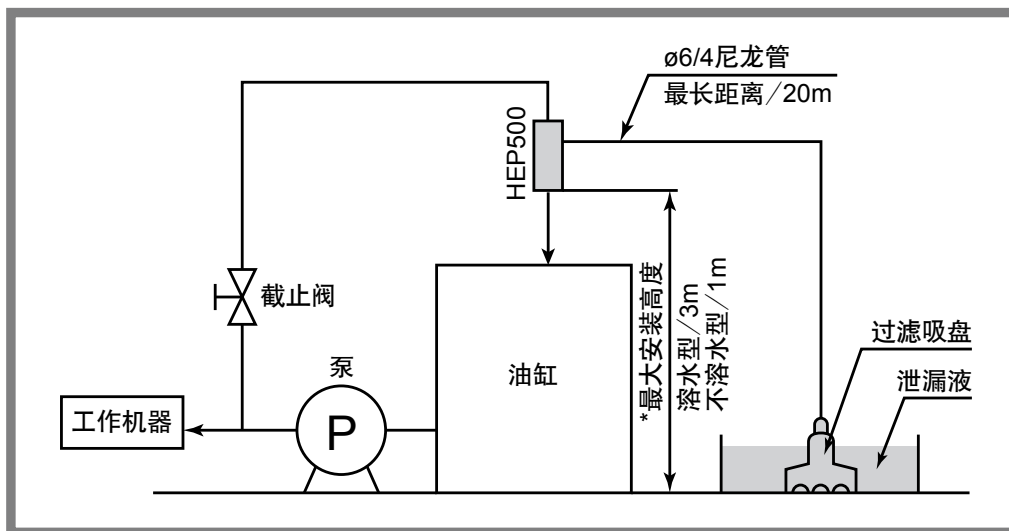 ø6/4尼龙管
最长距离/20m
HEP500
截止阀
*最大安装高度
溶水型/3m
不溶水型/1m
过滤吸盘
泄漏液
泵
油缸
工作机器
P